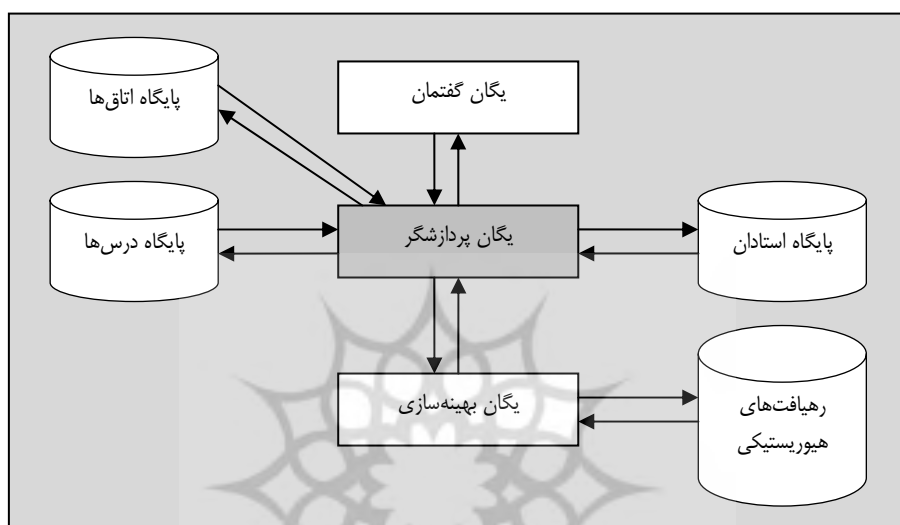 پایگاه اتاق‌ها
یگان گفتمان
پایگاه درس‌ها
یگان پردازشگر
پایگاه استادان
یگان بهینه‌سازی
رهیافت‌های
هیوریستیکی